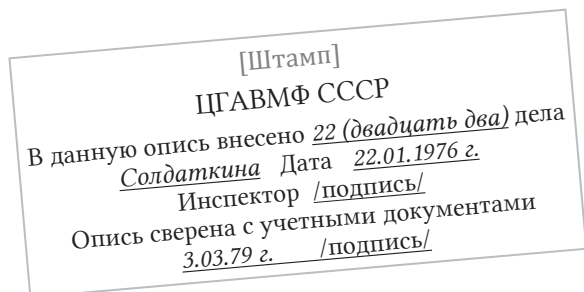 [Штамп]
ЦГАВМФ СССР
В данную опись внесено 22 (двадцать два) дела
Солдаткина Дата 22.01.1976 г.
Инспектор /подпись/
Опись сверена с учетными документами
3.03.79 г. /подпись/